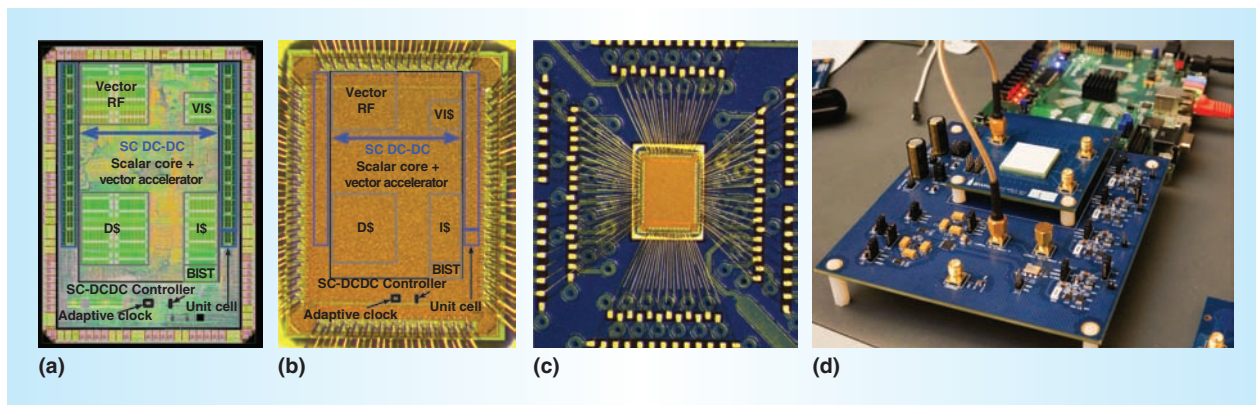 Vector
RF
VI$
SC DC-DC
Scalar core +
vector accelerator
D$
I$
BIST
SC-DCDC Controller
Adaptive clock
Unit cell
(a)
Vector
RF
VI$
SC DC-DC
Scalar core +
vector accelerator
D$
I$
BIST
SC-DCDC Controller
Adaptive clock
Unit cell
(b)
(c)
(d)